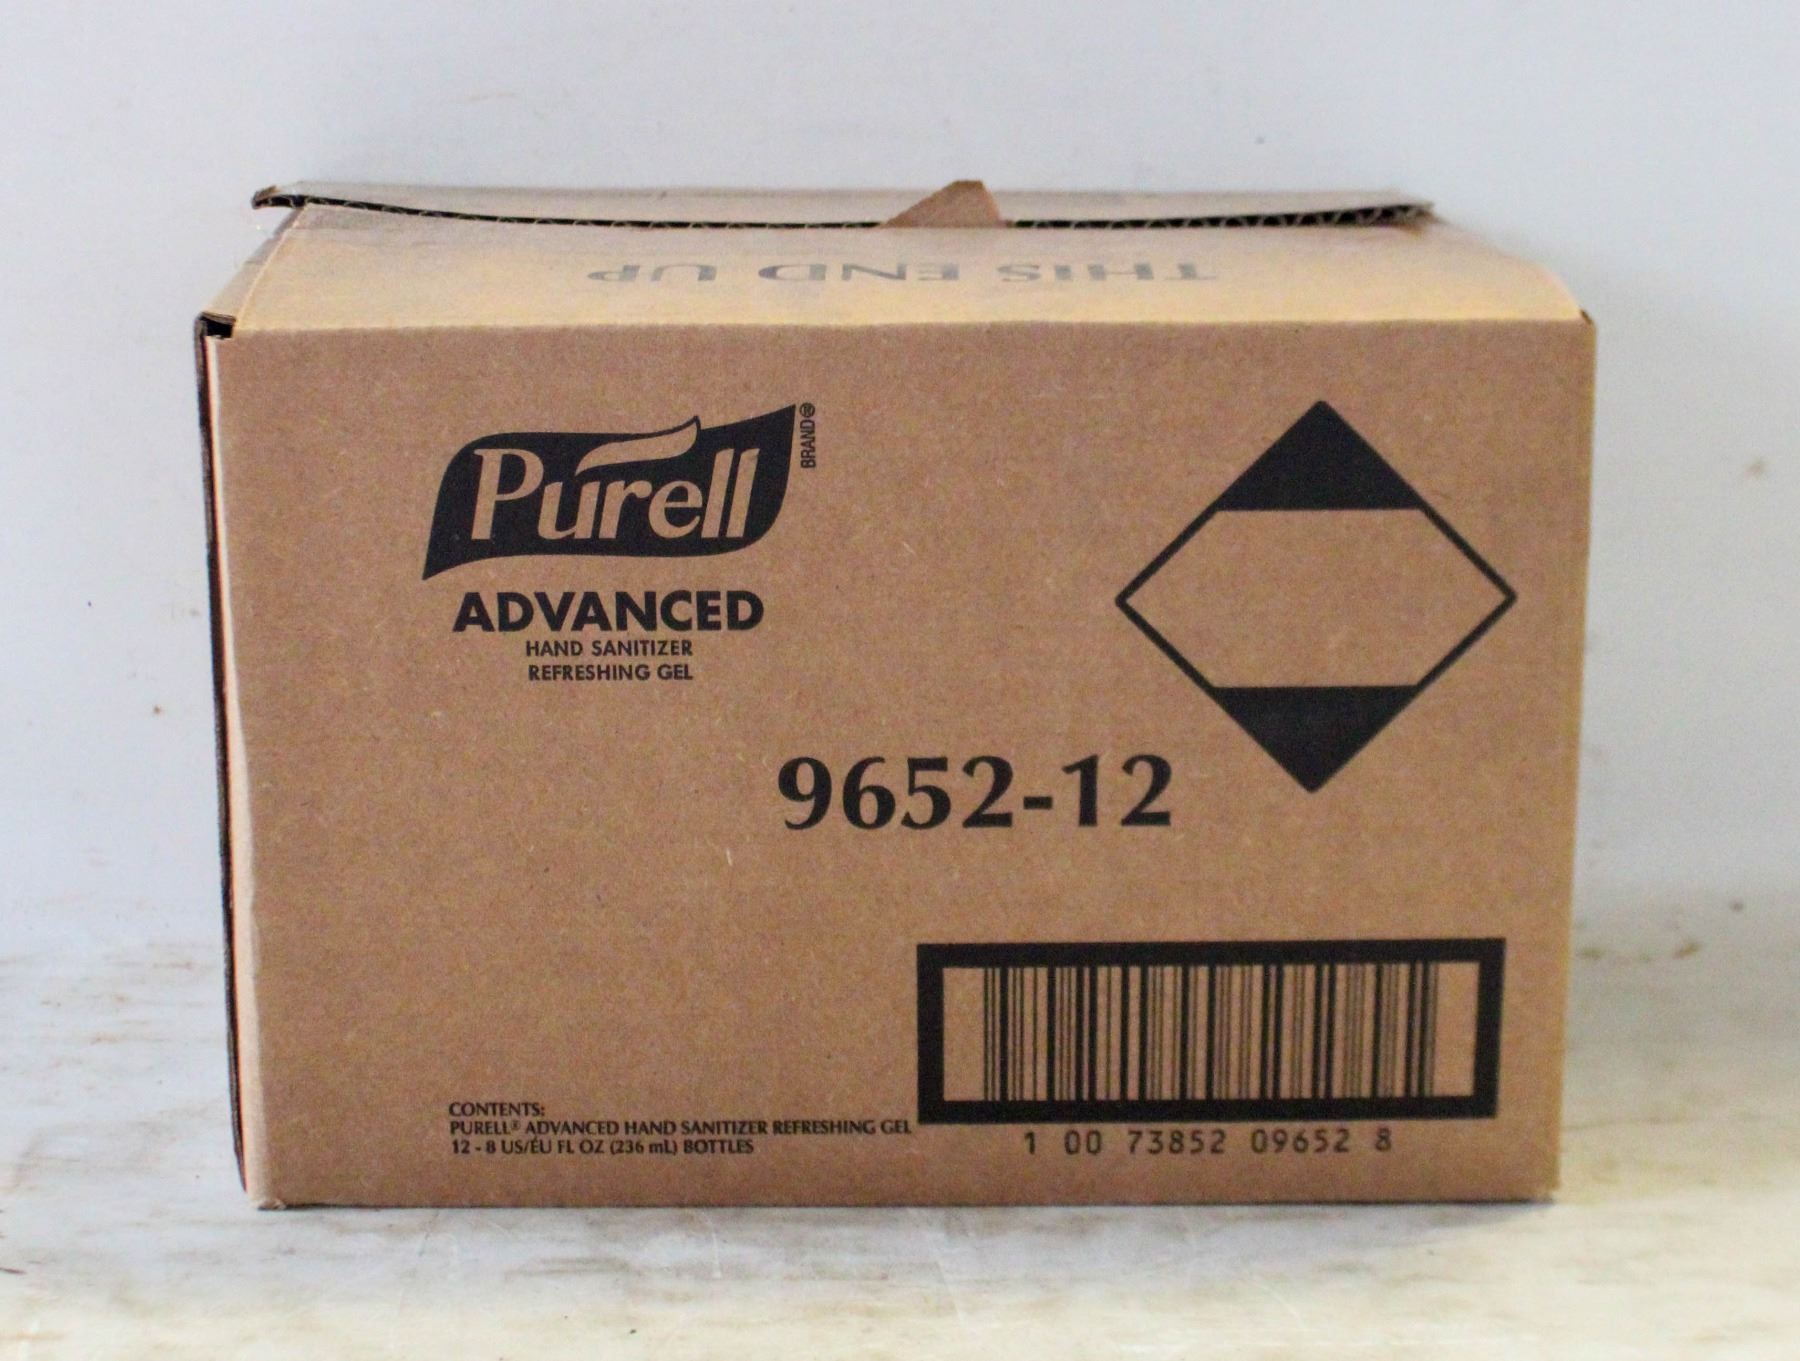 THIS END UP
Purell
BRAND®
ADVANCED
HAND SANITIZER
REFRESHING GEL
9652-12
CONTENTS:
PURELL® ADVANCED HAND SANITIZER REFRESHING GEL
12 - 8 US/ÉU FL OZ (236 mL) BOTTLES
1 00 73852 09652 8